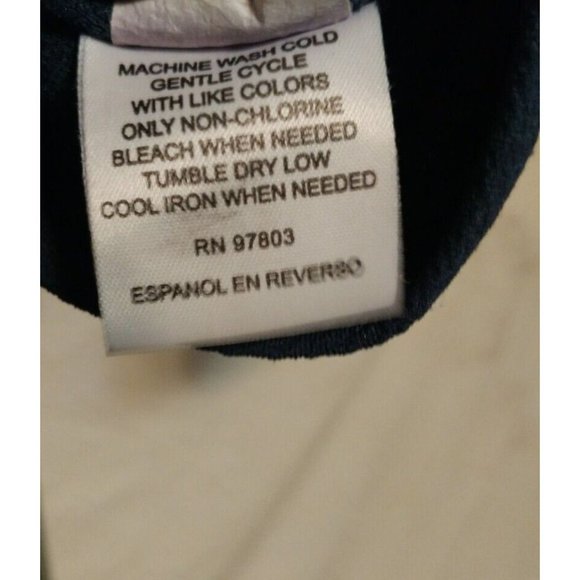 MACHINE WASH COLD
GENTLE CYCLE
WITH LIKE COLORS
ONLY NON-CHLORINE
BLEACH WHEN NEEDED
TUMBLE DRY LOW
COOL IRON WHEN NEEDED
RN 97803
ESPANOL EN REVERSO